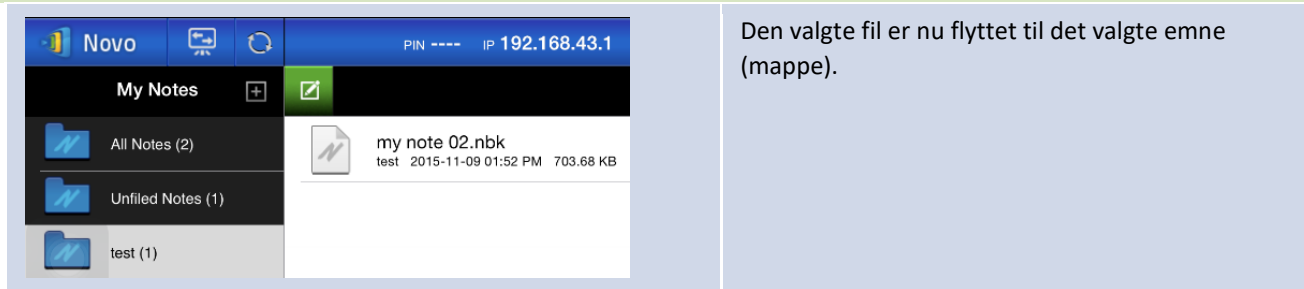 Novo
PIN ---- IP 192.168.43.1
My Notes
All Notes (2)
Unfiled Notes (1)
test (1)
my note 02.nbk
test 2015-11-09 01:52 PM 703.68 KB
Den valgte fil er nu flyttet til det valgte emne
(mappe).